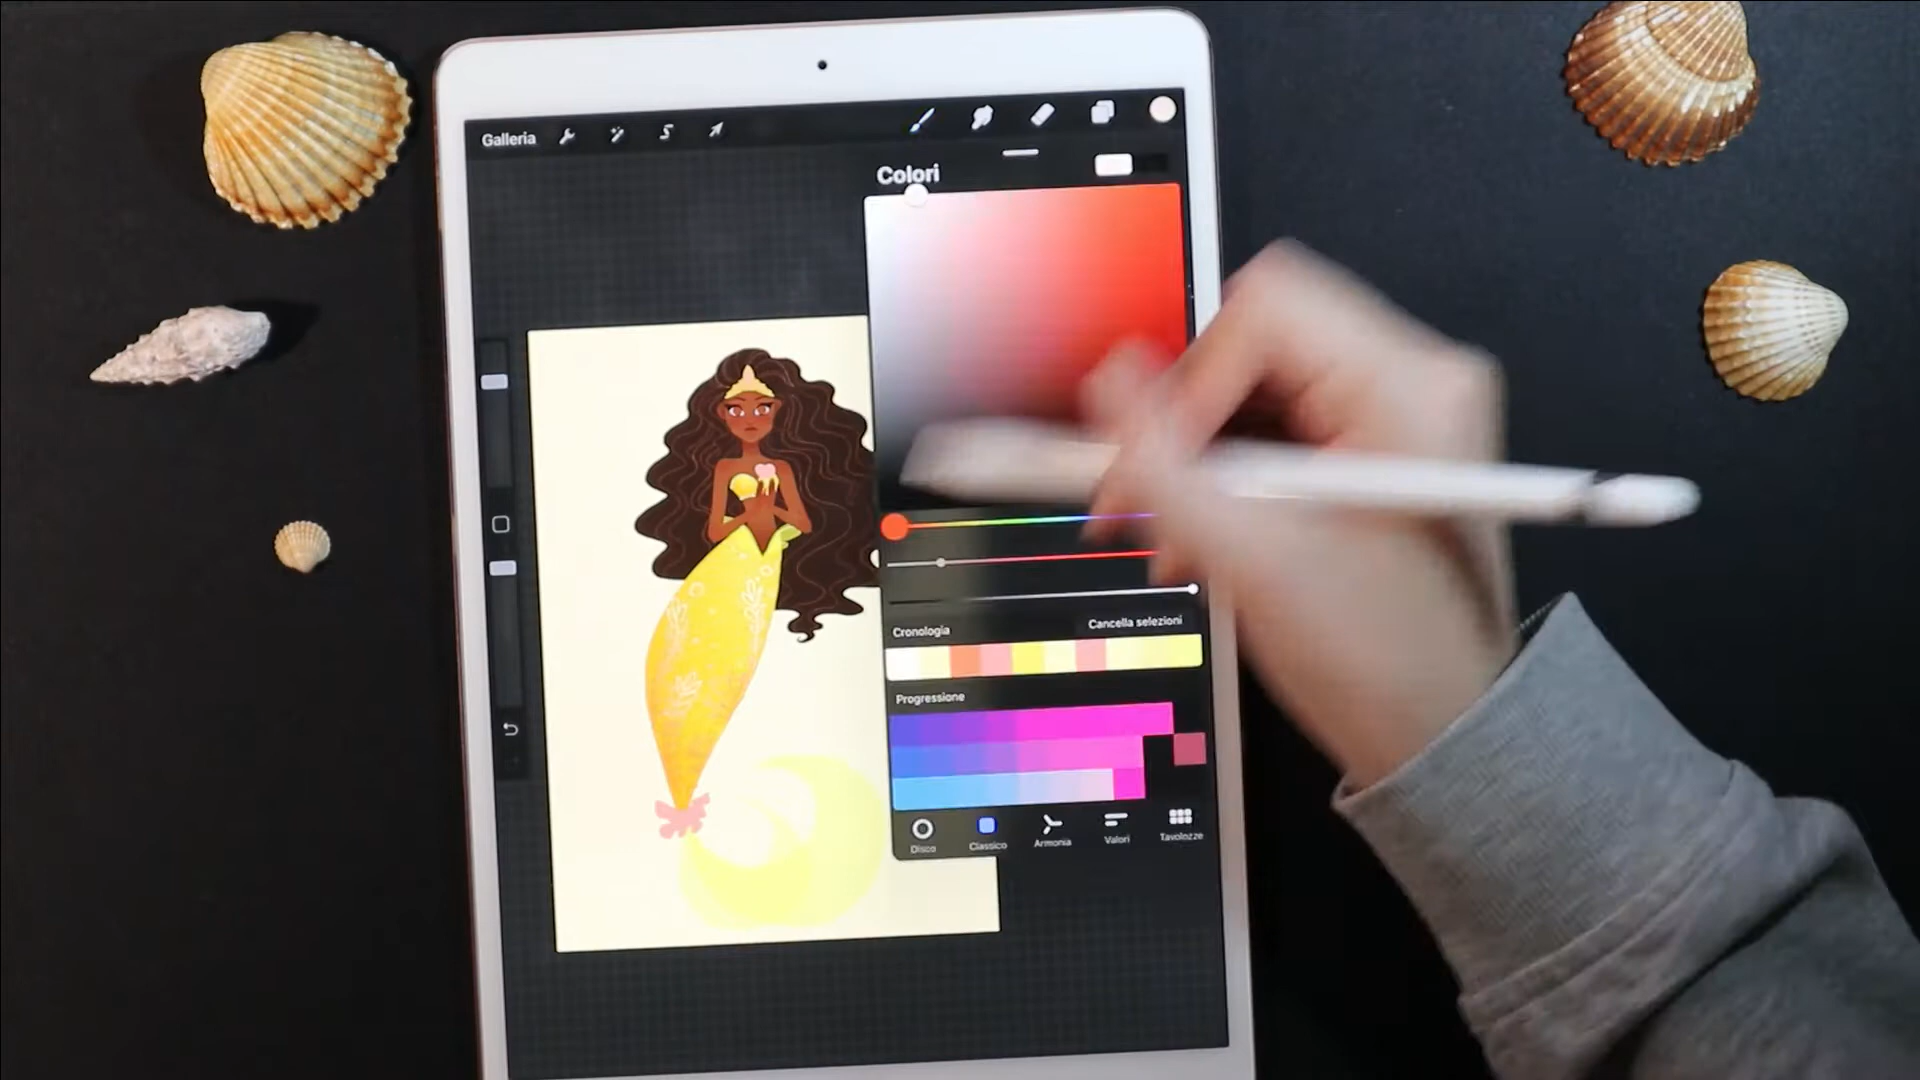 Galleria
Colori
Cronologia
Cancella selezioni
Progressione
Disco
Classico
Armonia
Valori
Tavolozze